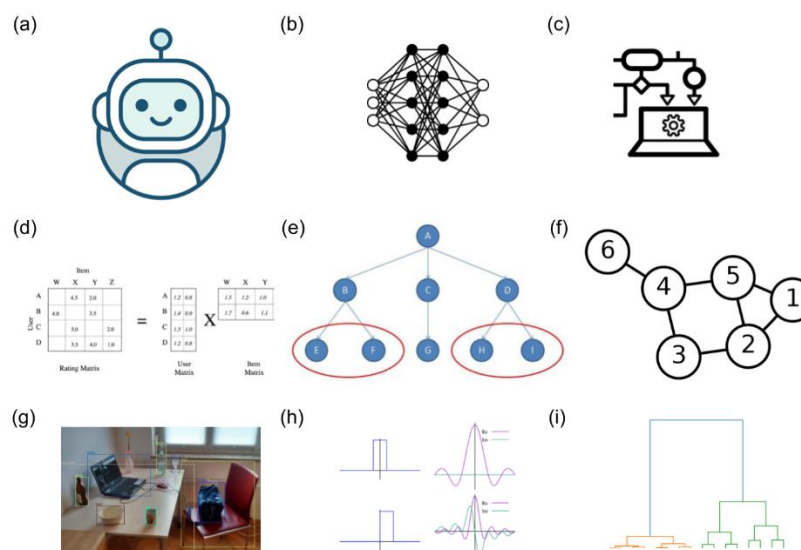 (a)
(b)
(c)
(d)
Item
W X Y Z
A 4.5 2.0
B 4.0 3.5
C 5.0 2.0
D 3.5 4.0 1.0
User
Rating Matrix
=
1.2 0.8
1.4 0.9
1.5 1.0
1.2 0.8
A
B
C
D
User
Matrix
X
W X Y
1.5 1.2 1.0
1.7 0.6 1.1
Item
Matrix
(e)
A
B C D
E F G H I
(f)
6
4 5 1
3 2
(g)
(h)
Re
Im
Re
Im
(i)